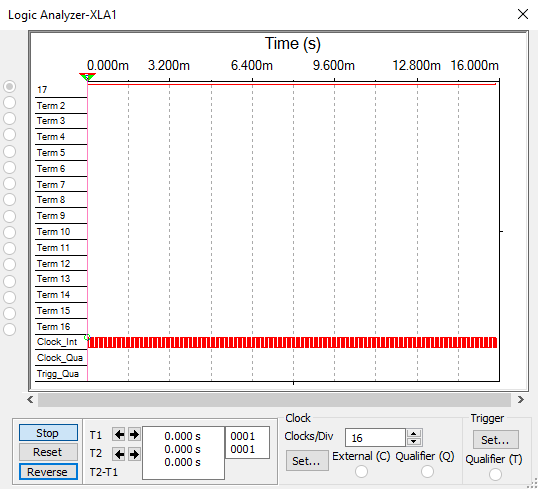 Logic Analyzer-XLA1
Time (s)
0.000m 3.200m 6.400m 9.600m 12.800m 16.000m
17
Term 2
Term 3
Term 4
Term 5
Term 6
Term 7
Term 8
Term 9
Term 10
Term 11
Term 12
Term 13
Term 14
Term 15
Term 16
Clock_Int
Clock_Qua
Trigg_Qua
Stop
Reset
Reverse
T1 0.000 s 0001
T2 0.000 s 0001
T2-T1 0.000 s
Clock
Clocks/Div 16
Set... External (C) Qualifier (Q)
Trigger
Set...
Qualifier (T)